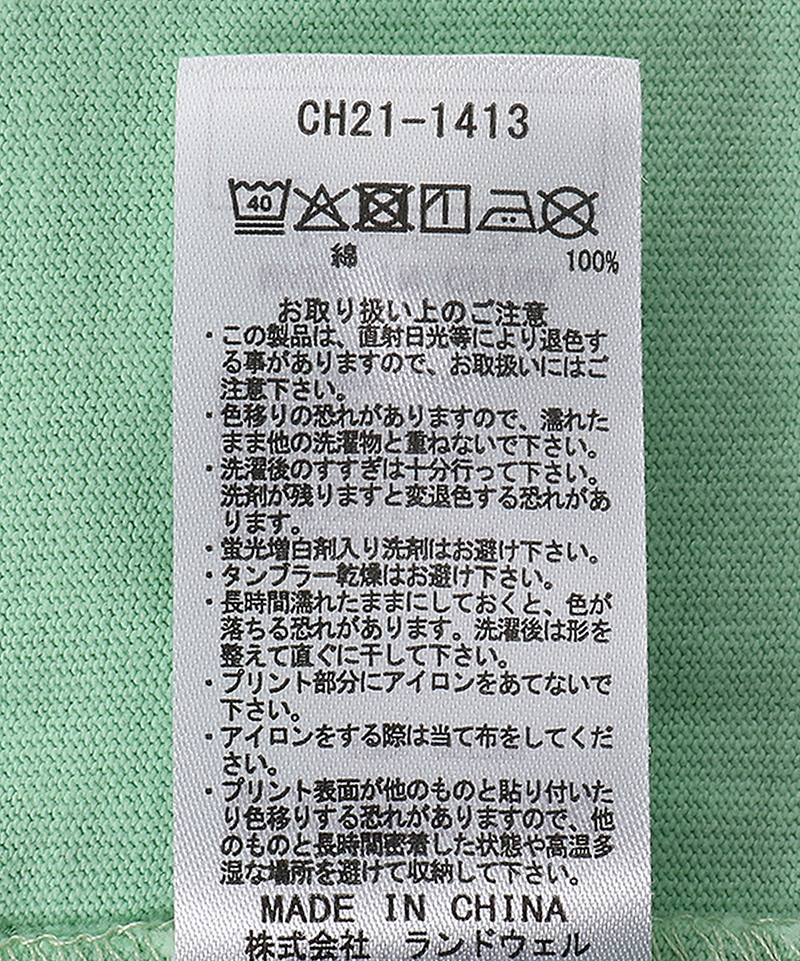 CH21-1413
40
綿 100%
お取り扱い上のご注意
・この製品は、直射日光等により退色す
る事がありますので、お取扱いにはご
注意下さい。
・色移りの恐れがありますので、濡れた
まま他の洗濯物と重ねないで下さい。
・洗濯後のすすぎは十分行って下さい。
洗剤が残りますと変退色する恐れがあ
ります。
・蛍光増白剤入り洗剤はお避け下さい。
・タンブラー乾燥はお避け下さい。
・長時間濡れたままにしておくと、色が
落ちる恐れがあります。洗濯後は形を
整えて直ぐに干して下さい。
・プリント部分にアイロンをあてないで
下さい。
・アイロンをする際は当て布をしてくだ
さい。
・プリント表面が他のものと貼り付いた
り色移りする恐れがありますので、他
のものと長時間密着した状態や高温多
湿な場所を避けて収納して下さい。
MADE IN CHINA
株式会社 ランドウェル